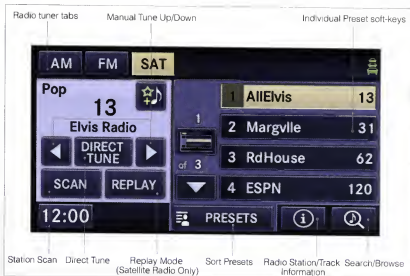 Radio tuner tabs Manual Tune Up/Down Individual Preset soft-keys
AM FM SAT
Pop
13
Elvis Radio
DIRECT TUNE
SCAN REPLAY
12:00
1
of 3
1 AllElvis 13
2 Margvlle 31
3 RdHouse 62
4 ESPN 120
PRESETS
Station Scan Direct Tune Replay Mode Sort Presets Radio Station/Track Search/Browse
(Satellite Radio Only) Information